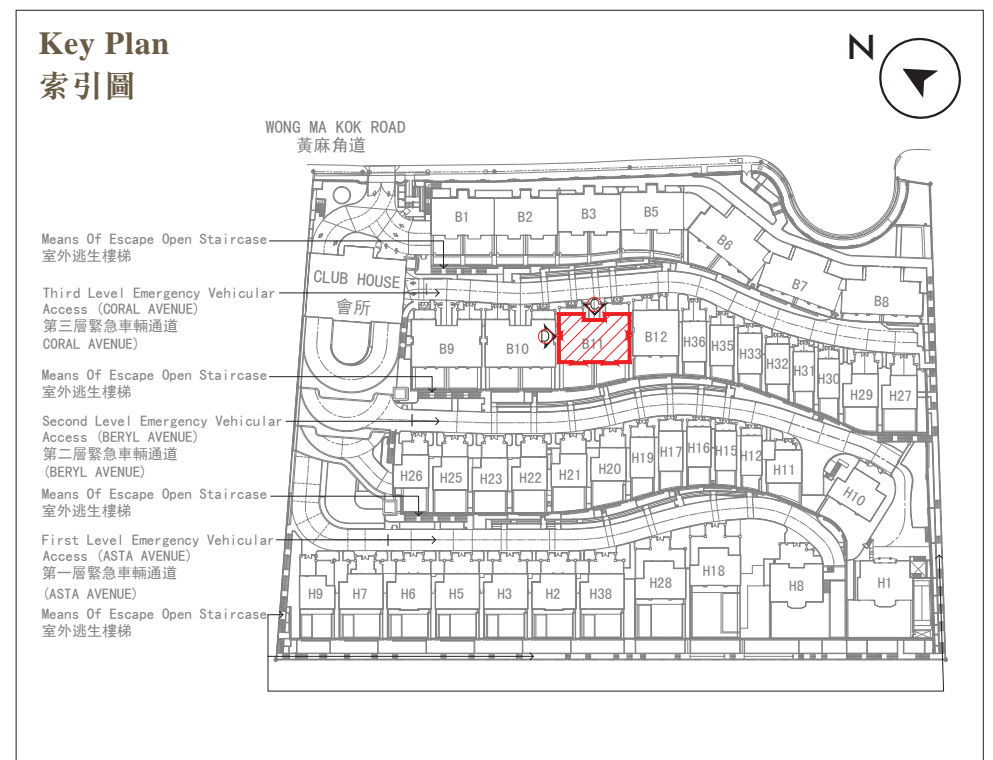 Key Plan
索引圖
N
WONG MA KOK ROAD
黃麻角道
B1
B2
B3
B5
B6
B7
B8
Means Of Escape Open Staircase
室外逃生樓梯
CLUB HOUSE
會所
Third Level Emergency Vehicular
Access (CORAL AVENUE)
第三層緊急車輛通道
CORAL AVENUE)
C
D
B9
B10
B11
B12
H36
H35
H33
H32
H31
H30
H29
H27
Means Of Escape Open Staircase
室外逃生樓梯
Second Level Emergency Vehicular
Access (BERYL AVENUE)
第二層緊急車輛通道
(BERYL AVENUE)
H26
H25
H23
H22
H21
H20
H19
H17
H16
H15
H12
H11
H10
Means Of Escape Open Staircase
室外逃生樓梯
First Level Emergency Vehicular
Access (ASTA AVENUE)
第一層緊急車輛通道
(ASTA AVENUE)
H9
H7
H6
H5
H3
H2
H38
H28
H18
H8
H1
Means Of Escape Open Staircase
室外逃生樓梯